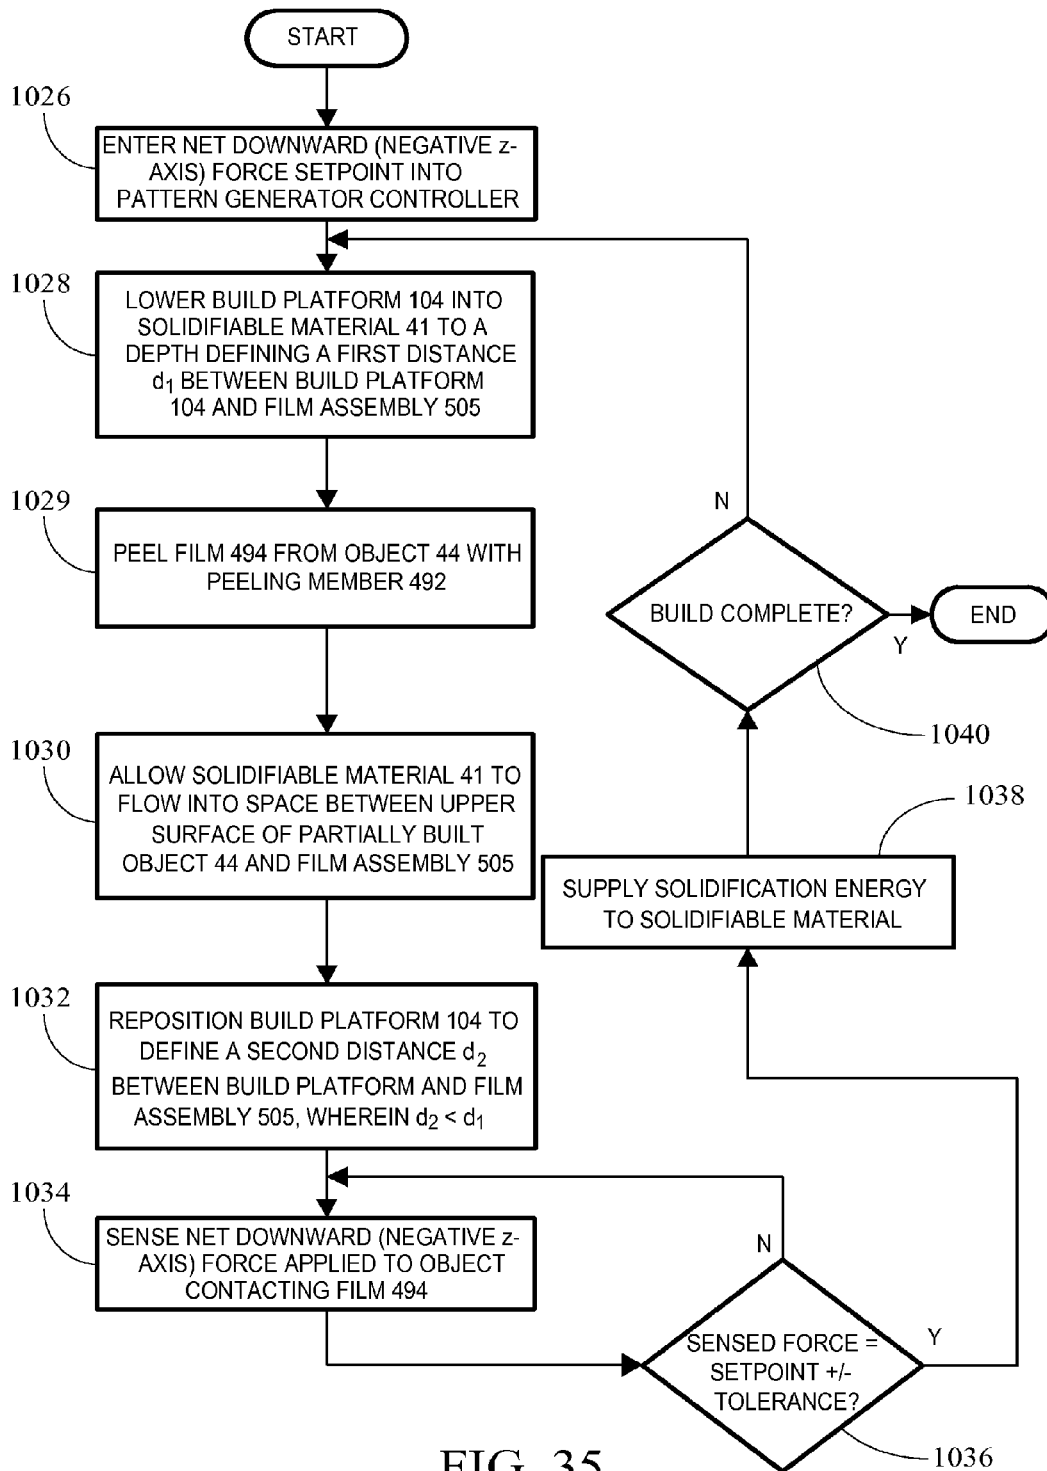 START
1026
ENTER NET DOWNWARD (NEGATIVE z-
AXIS) FORCE SETPOINT INTO
PATTERN GENERATOR CONTROLLER
1028
LOWER BUILD PLATFORM 104 INTO
SOLIDIFIABLE MATERIAL 41 TO A
DEPTH DEFINING A FIRST DISTANCE
d₁ BETWEEN BUILD PLATFORM
104 AND FILM ASSEMBLY 505
1029
PEEL FILM 494 FROM OBJECT 44 WITH
PEELING MEMBER 492
1030
ALLOW SOLIDIFIABLE MATERIAL 41 TO
FLOW INTO SPACE BETWEEN UPPER
SURFACE OF PARTIALLY BUILT
OBJECT 44 AND FILM ASSEMBLY 505
1032
REPOSITION BUILD PLATFORM 104 TO
DEFINE A SECOND DISTANCE d₂
BETWEEN BUILD PLATFORM AND FILM
ASSEMBLY 505, WHEREIN d₂ < d₁
1034
SENSE NET DOWNWARD (NEGATIVE z-
AXIS) FORCE APPLIED TO OBJECT
CONTACTING FILM 494
N
SENSED FORCE =
SETPOINT +/-
TOLERANCE?
Y
1036
1038
SUPPLY SOLIDIFICATION ENERGY
TO SOLIDIFIABLE MATERIAL
N
BUILD COMPLETE?
Y
1040
END
FIG. 35